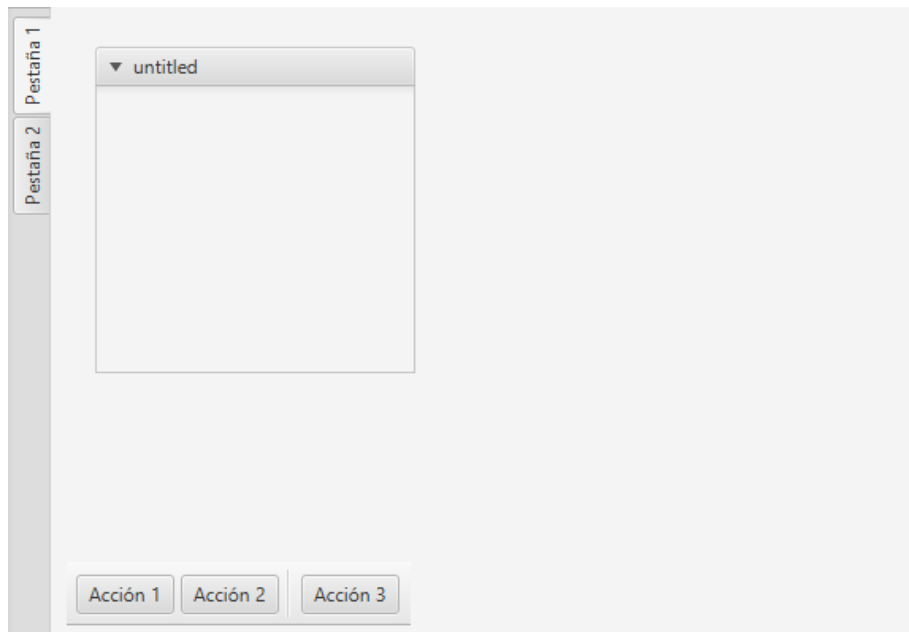 Pestaña 1
Pestaña 2
untitled
Acción 1
Acción 2
Acción 3